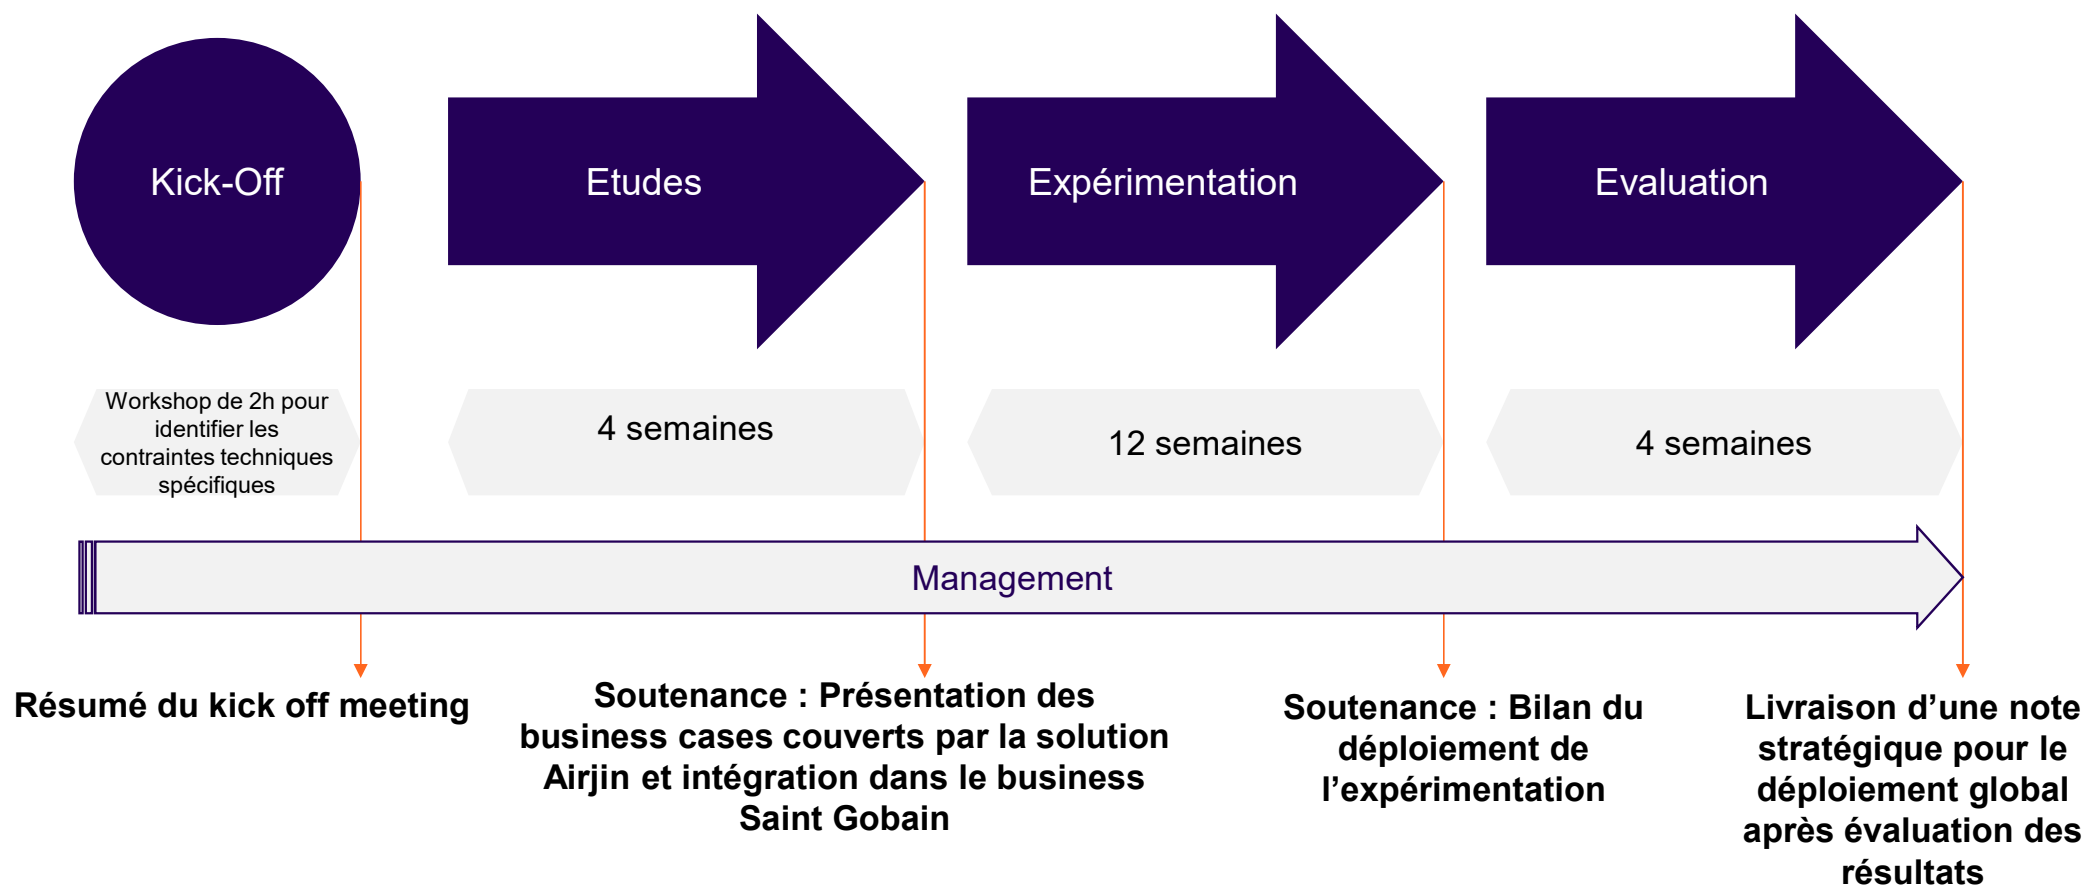 Kick-Off
Etudes
Expérimentation
Evaluation
Workshop de 2h pour
identifier les
contraintes techniques
spécifiques
4 semaines
12 semaines
4 semaines
Management
Résumé du kick off meeting
Soutenance : Présentation des
business cases couverts par la solution
Airjin et intégration dans le business
Saint Gobain
Soutenance : Bilan du
déploiement de
l’expérimentation
Livraison d’une note
stratégique pour le
déploiement global
après évaluation des
résultats